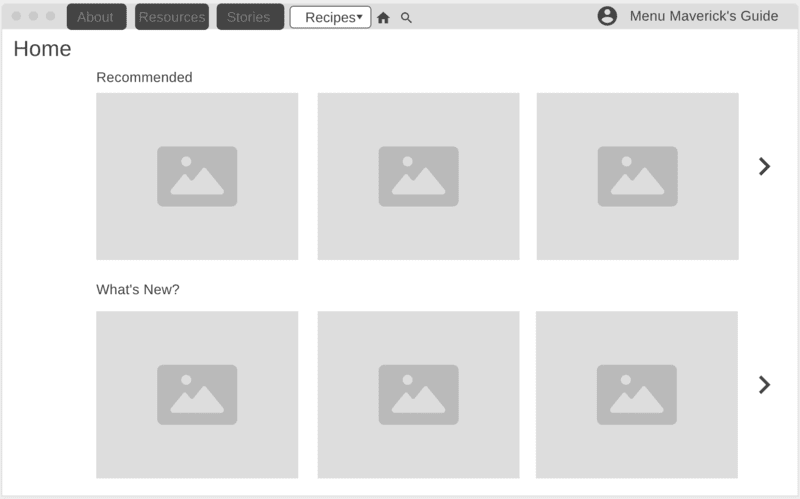 About
Resources
Stories
Recipes
Menu Maverick's Guide
Home
Recommended
What's New?